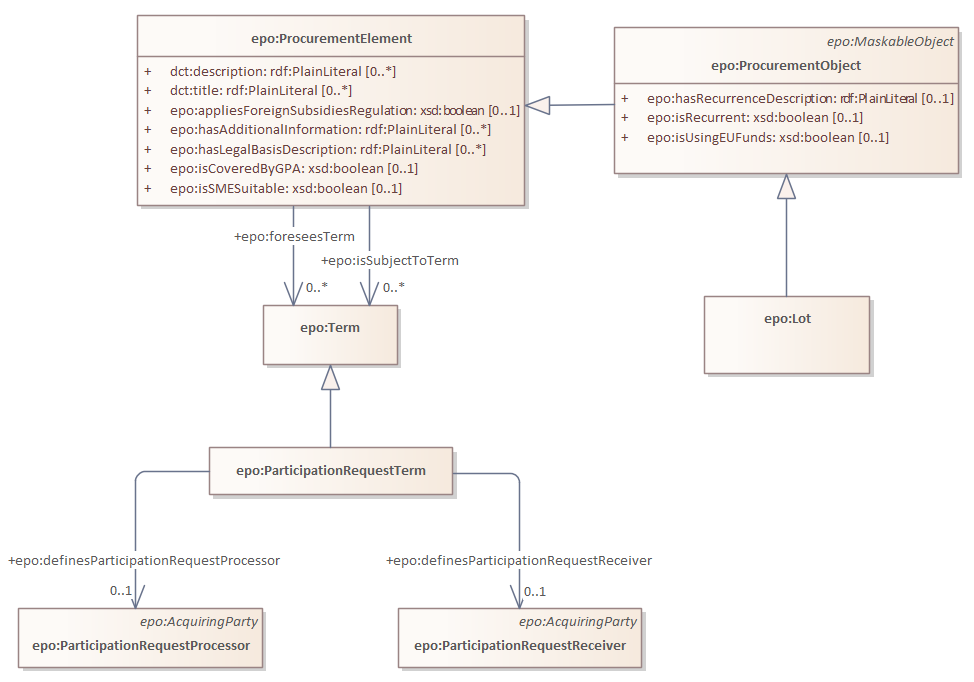 epo:ProcurementElement
+ dct:description: rdf:PlainLiteral [0..*]
+ dct:title: rdf:PlainLiteral [0..*]
+ epo:appliesForeignSubsidiesRegulation: xsd:boolean [0..1]
+ epo:hasAdditionalInformation: rdf:PlainLiteral [0..*]
+ epo:hasLegalBasisDescription: rdf:PlainLiteral [0..*]
+ epo:isCoveredByGPA: xsd:boolean [0..1]
+ epo:isSMESuitable: xsd:boolean [0..1]
epo:MaskableObject
epo:ProcurementObject
+ epo:hasRecurrenceDescription: rdf:PlainLiteral [0..1]
+ epo:isRecurrent: xsd:boolean [0..1]
+ epo:isUsingEUFunds: xsd:boolean [0..1]
+epo:foreseesTerm
+epo:isSubjectToTerm
0..*
0..*
epo:Term
epo:Lot
epo:ParticipationRequestTerm
+epo:definesParticipationRequestProcessor
0..1
+epo:definesParticipationRequestReceiver
0..1
epo:AcquiringParty
epo:ParticipationRequestProcessor
epo:AcquiringParty
epo:ParticipationRequestReceiver